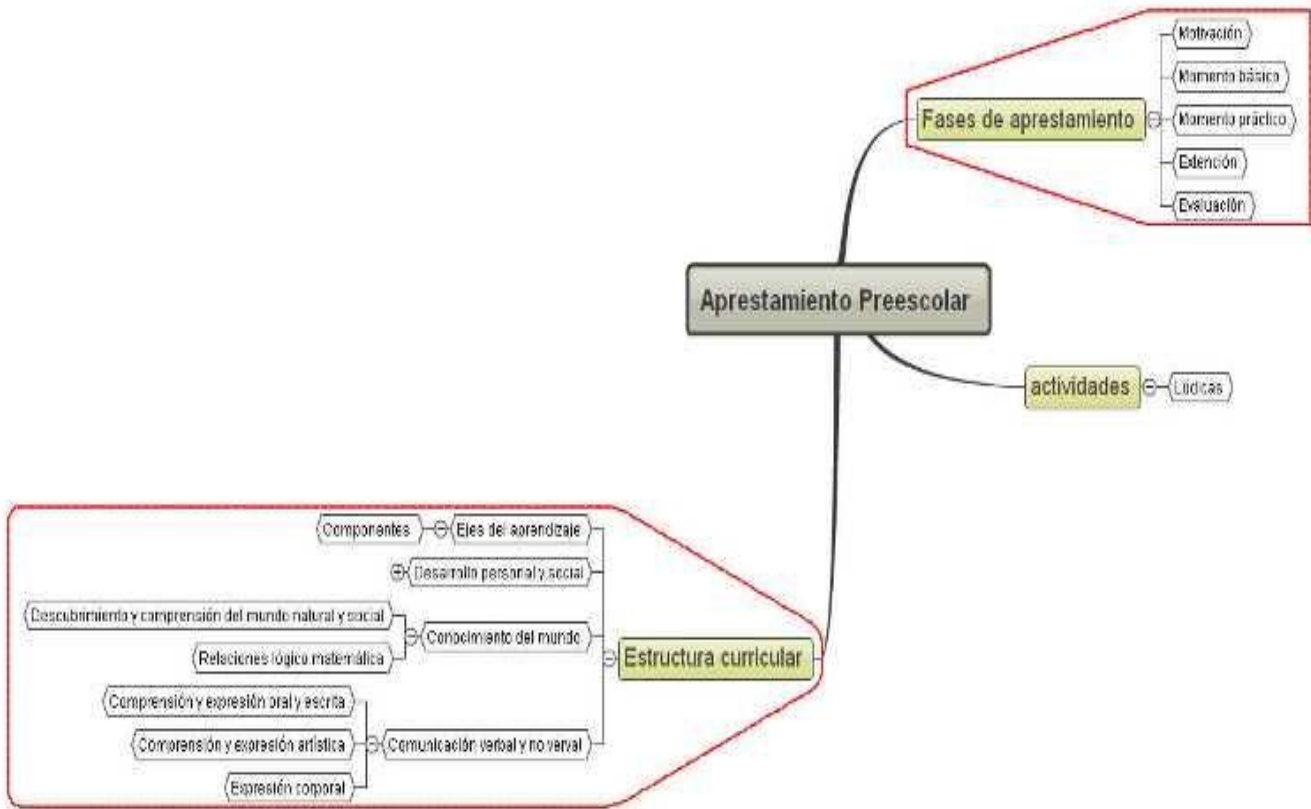 Motivación
Momento básico
Fases de aprestamiento
Momento práctico
Extención
Evaluación
Aprestamiento Preescolar
actividades
Lúdicas
Componentes
Ejes del aprendizaje
Desarrollo personal y social
Descubrimiento y comprensión del mundo natural y social
Conocimiento del mundo
Relaciones lógico matemática
Estructura curricular
Comprensión y expresión oral y escrita
Comprensión y expresión artística
Comunicación verbal y no verval
Expresión corporal